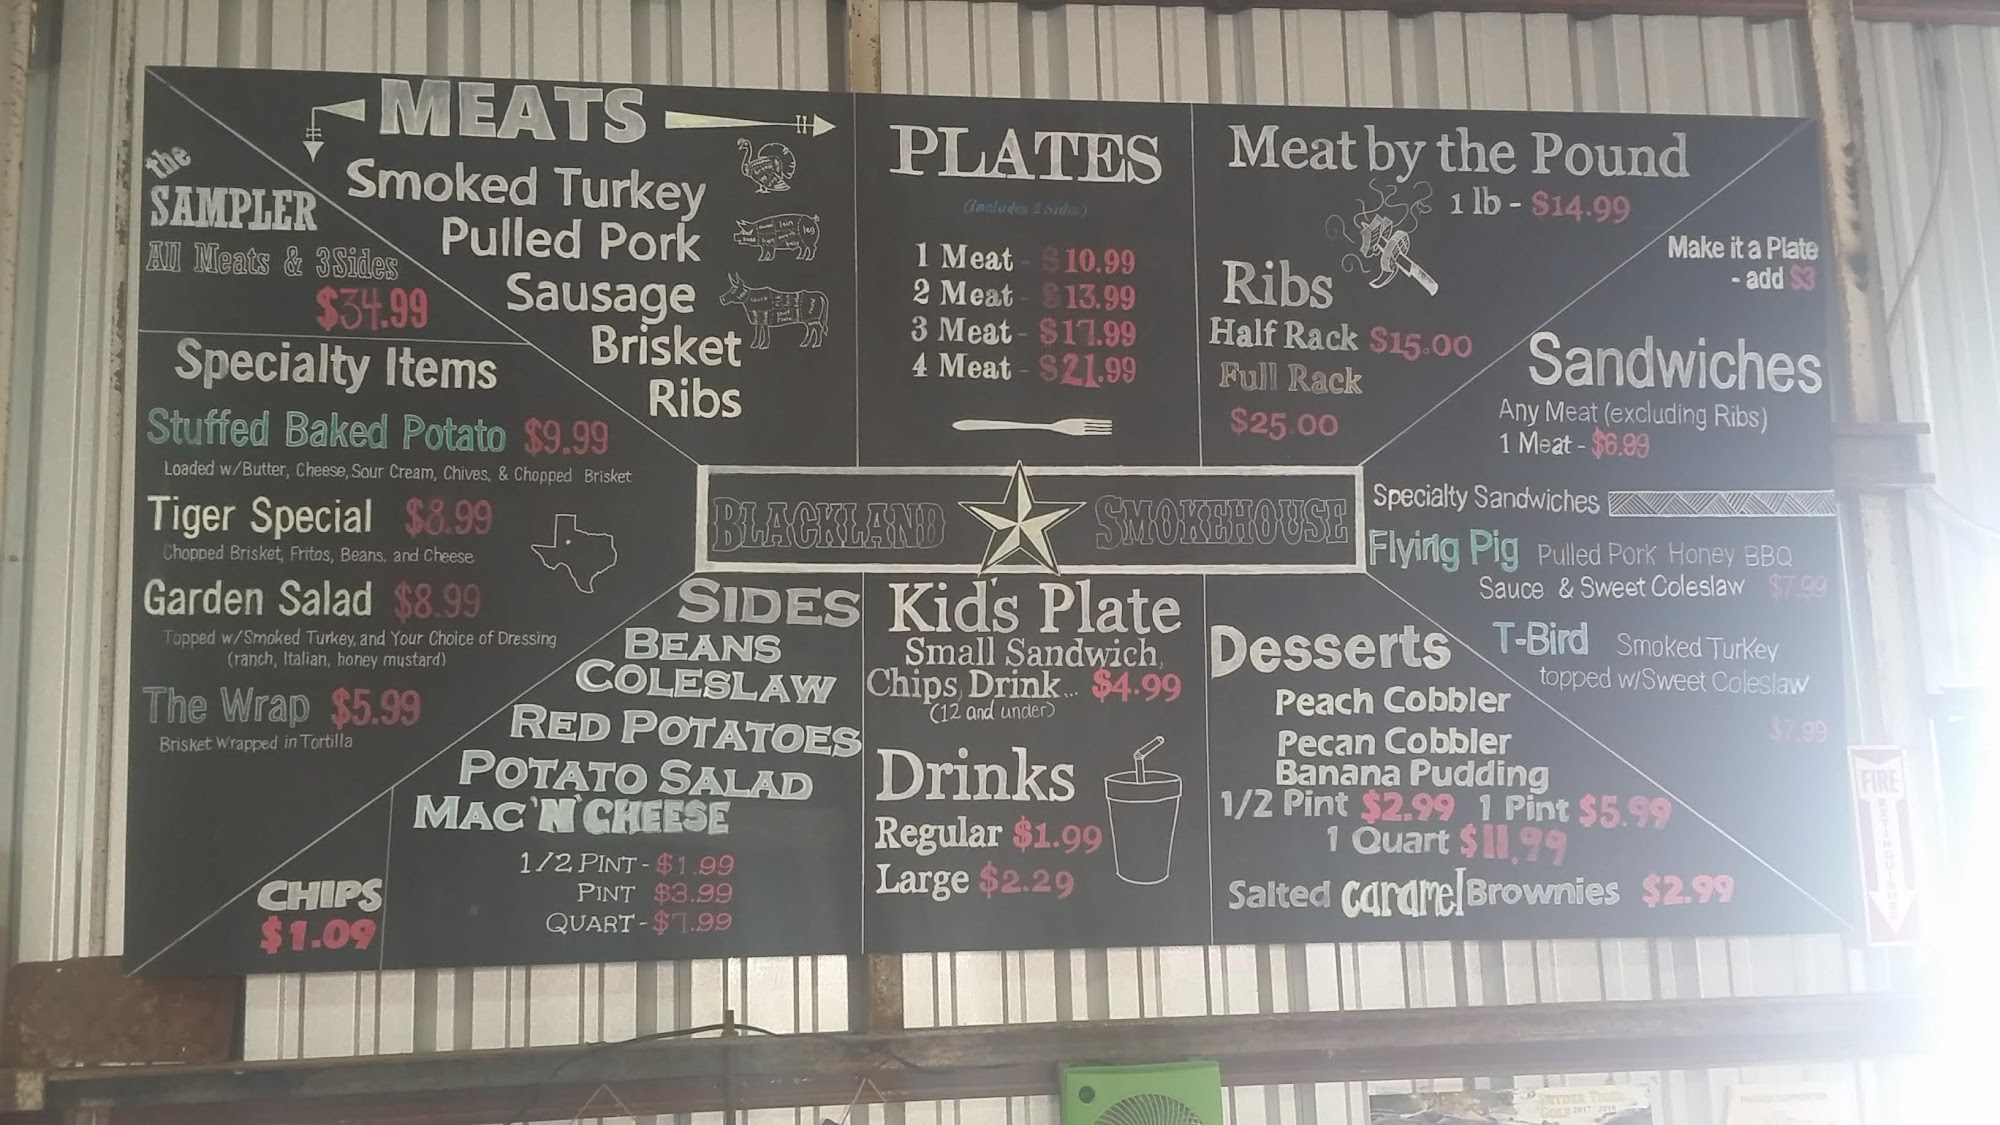 MEATS
Smoked Turkey
Pulled Pork
Sausage
Brisket
Ribs
the
SAMPLER
All Meats & 3 Sides
$34.99
Specialty Items
Stuffed Baked Potato $9.99
Loaded w/Butter, Cheese, Sour Cream, Chives, & Chopped Brisket
Tiger Special $8.99
Chopped Brisket, Fritos, Beans, and Cheese
Garden Salad $8.99
Topped w/Smoked Turkey, and Your Choice of Dressing
(ranch, Italian, honey mustard)
The Wrap $5.99
Brisket Wrapped in Tortilla
CHIPS
$1.09
SIDES
BEANS
COLESLAW
RED POTATOES
POTATO SALAD
MAC 'N' CHEESE
1/2 PINT - $1.99
PINT $3.99
QUART - $7.99
PLATES
(Includes 2 Sides)
1 Meat - $10.99
2 Meat - $13.99
3 Meat - $17.99
4 Meat - $21.99
BLACKLAND SMOKEHOUSE
Kid's Plate
Small Sandwich,
Chips, Drink... $4.99
(12 and under)
Drinks
Regular $1.99
Large $2.29
Meat by the Pound
1 lb - $14.99
Ribs
Half Rack $15.00
Full Rack
$25.00
Make it a Plate
- add $3
Sandwiches
Any Meat (excluding Ribs)
1 Meat - $6.99
Specialty Sandwiches
Flying Pig Pulled Pork Honey BBQ
Sauce & Sweet Coleslaw $7.99
T-Bird Smoked Turkey
topped w/Sweet Coleslaw
$7.99
Desserts
Peach Cobbler
Pecan Cobbler
Banana Pudding
1/2 Pint $2.99 1 Pint $5.99
1 Quart $11.99
Salted Caramel Brownies $2.99
FIRE
SNYDER TIGER
GOLF 2017 - 2018